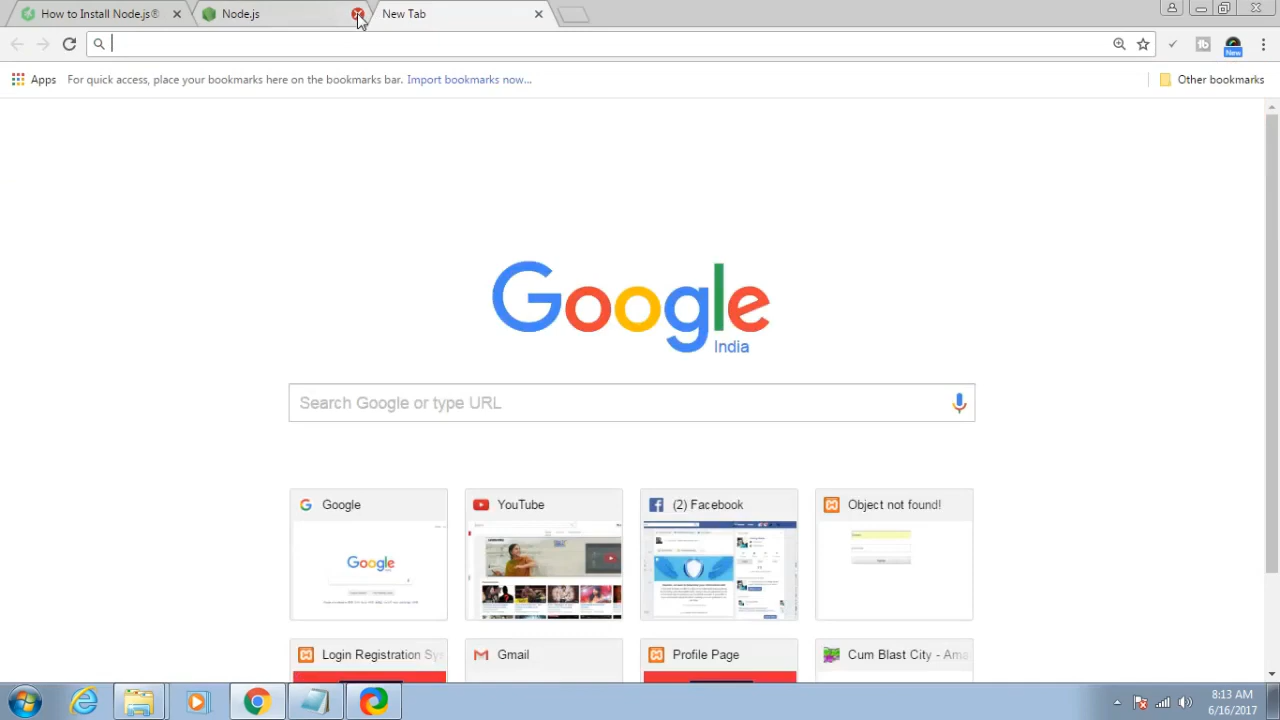 How to Install Node.js®
Node.js
New Tab
New
Apps
For quick access, place your bookmarks here on the bookmarks bar. Import bookmarks now...
Other bookmarks
Google
India
Search Google or type URL
Google
YouTube
(2) Facebook
Object not found!
Google
Login Registration Sy
Gmail
Profile Page
Cum Blast City - Ama
8:13 AM
6/16/2017